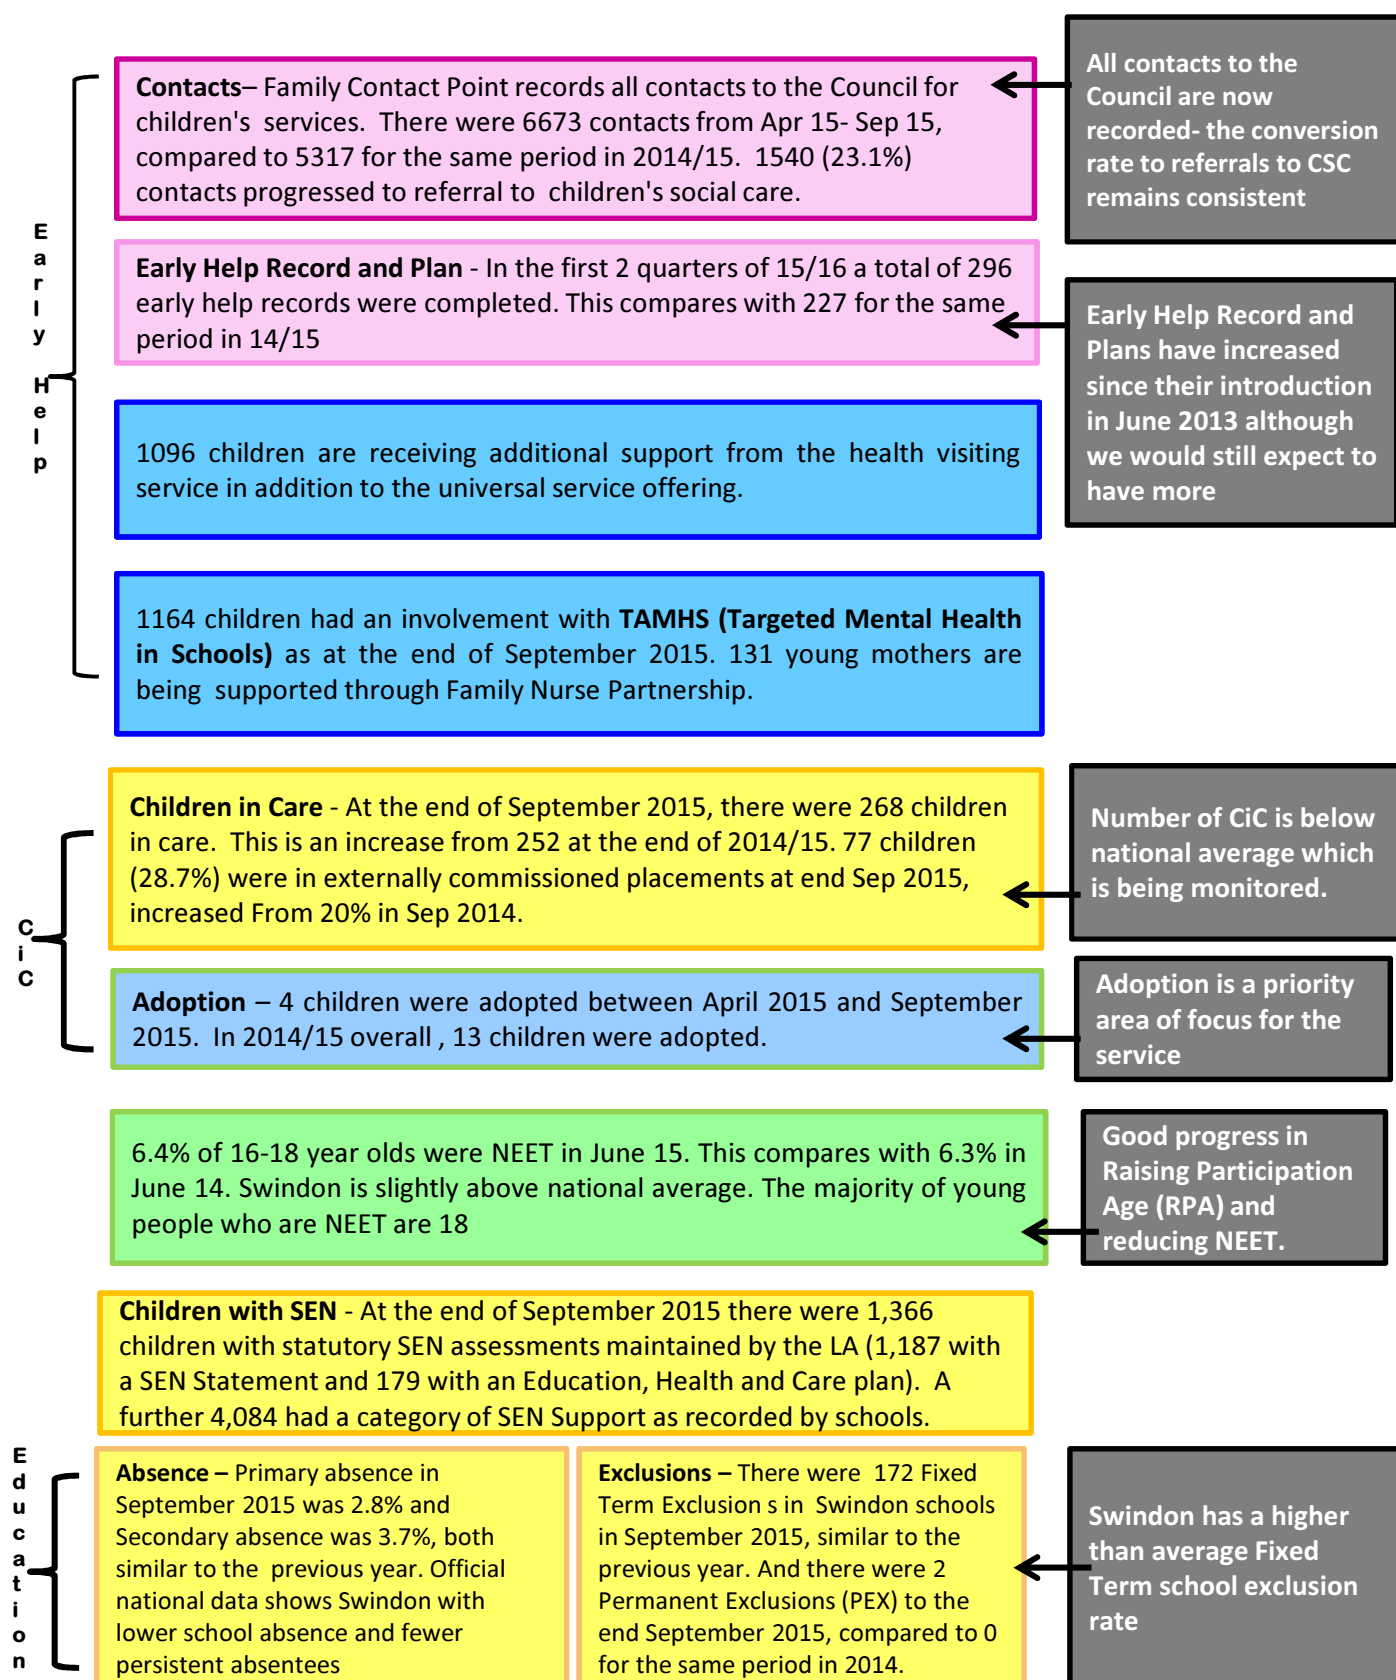 Contacts– Family Contact Point records all contacts to the Council for
children's services. There were 6673 contacts from Apr 15- Sep 15,
compared to 5317 for the same period in 2014/15. 1540 (23.1%)
contacts progressed to referral to children's social care.
All contacts to the
Council are now
recorded- the conversion
rate to referrals to CSC
remains consistent
Early Help
Early Help Record and Plan - In the first 2 quarters of 15/16 a total of 296
early help records were completed. This compares with 227 for the same
period in 14/15
Early Help Record and
Plans have increased
since their introduction
in June 2013 although
we would still expect to
have more
1096 children are receiving additional support from the health visiting
service in addition to the universal service offering.
1164 children had an involvement with TAMHS (Targeted Mental Health
in Schools) as at the end of September 2015. 131 young mothers are
being supported through Family Nurse Partnership.
CiC
Children in Care - At the end of September 2015, there were 268 children
in care. This is an increase from 252 at the end of 2014/15. 77 children
(28.7%) were in externally commissioned placements at end Sep 2015,
increased From 20% in Sep 2014.
Number of CiC is below
national average which
is being monitored.
Adoption – 4 children were adopted between April 2015 and September
2015. In 2014/15 overall , 13 children were adopted.
Adoption is a priority
area of focus for the
service
6.4% of 16-18 year olds were NEET in June 15. This compares with 6.3% in
June 14. Swindon is slightly above national average. The majority of young
people who are NEET are 18
Good progress in
Raising Participation
Age (RPA) and
reducing NEET.
Children with SEN - At the end of September 2015 there were 1,366
children with statutory SEN assessments maintained by the LA (1,187 with
a SEN Statement and 179 with an Education, Health and Care plan). A
further 4,084 had a category of SEN Support as recorded by schools.
Education
Absence – Primary absence in
September 2015 was 2.8% and
Secondary absence was 3.7%, both
similar to the previous year. Official
national data shows Swindon with
lower school absence and fewer
persistent absentees
Exclusions – There were 172 Fixed
Term Exclusion s in Swindon schools
in September 2015, similar to the
previous year. And there were 2
Permanent Exclusions (PEX) to the
end September 2015, compared to 0
for the same period in 2014.
Swindon has a higher
than average Fixed
Term school exclusion
rate